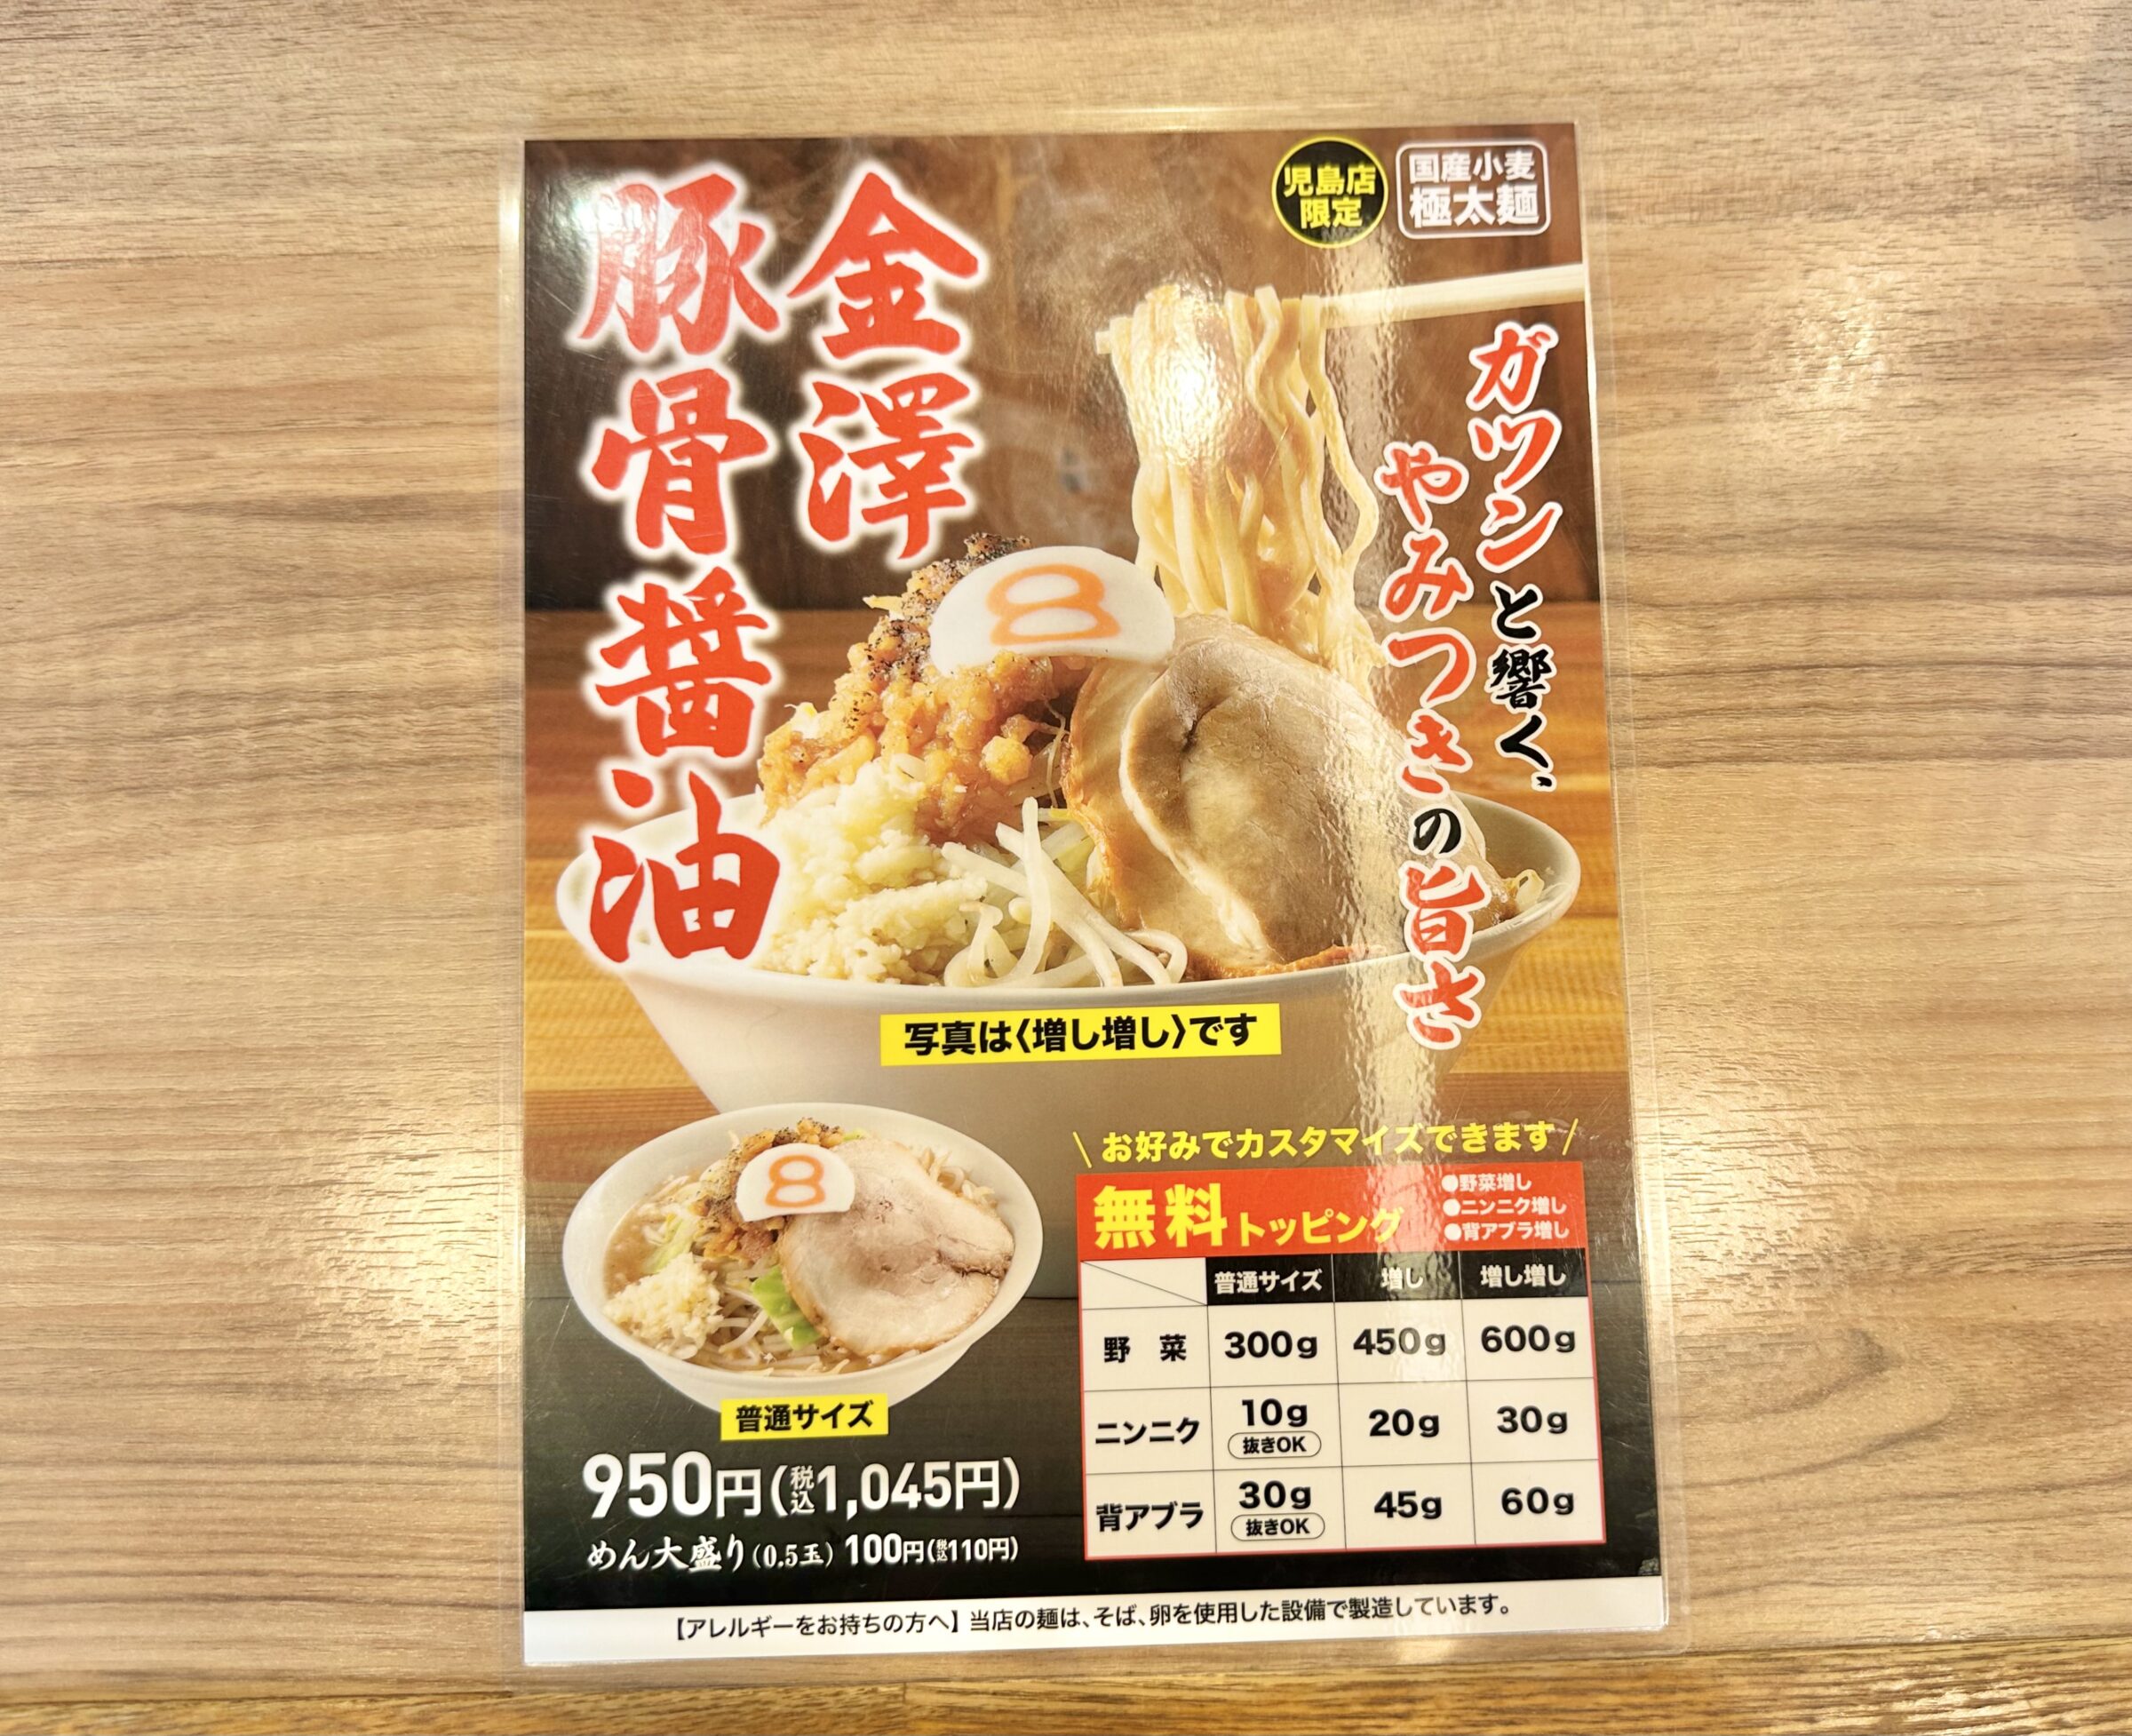 児島店
限定
国産小麦
極太麺
金澤
豚骨醤油
ガツンと響く、
やみつきの旨さ
8
写真は〈増し増し〉です
8
普通サイズ
950円(税込1,045円)
めん大盛り(0.5玉) 100円(税込110円)
お好みでカスタマイズできます
無料トッピング
●野菜増し
●ニンニク増し
●背アブラ増し
普通サイズ 増し 増し増し
野 菜 300g 450g 600g
ニンニク 10g 抜きOK 20g 30g
背アブラ 30g 抜きOK 45g 60g
【アレルギーをお持ちの方へ】当店の麺は、そば、卵を使用した設備で製造しています。